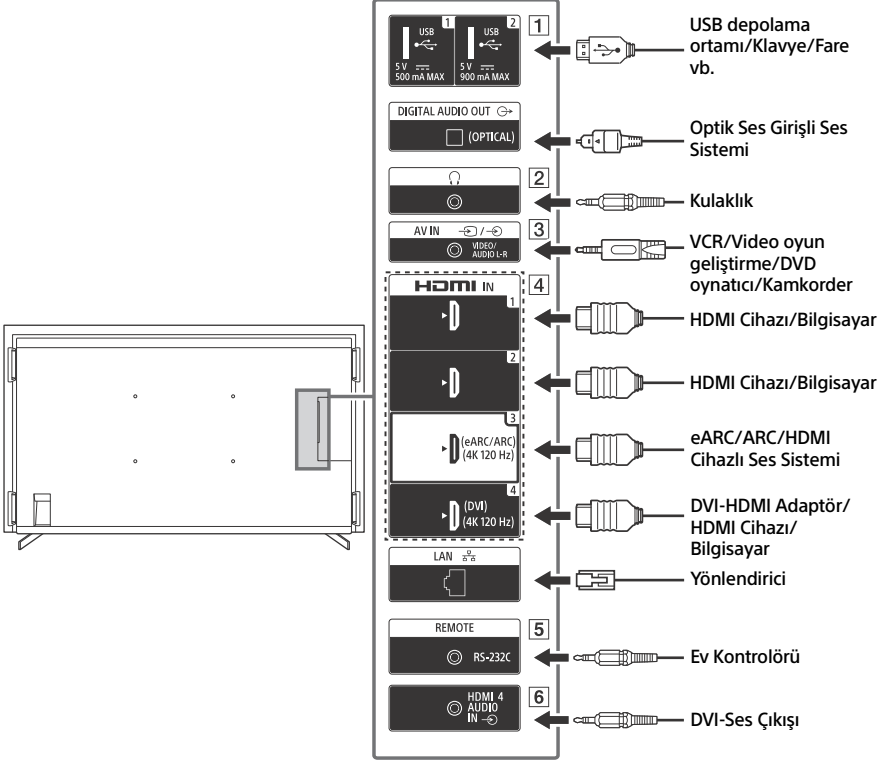 1
USB
5 V
500 mA MAX
2
USB
5 V
900 mA MAX
1
USB depolama
ortamı/Klavye/Fare
vb.
DIGITAL AUDIO OUT
(OPTICAL)
Optik Ses Girişli Ses
Sistemi
2
Kulaklık
3
AV IN
/
VIDEO/
AUDIO L-R
VCR/Video oyun
geliştirme/DVD
oynatıcı/Kamkorder
HDMI IN
4
1
HDMI Cihazı/Bilgisayar
2
HDMI Cihazı/Bilgisayar
3
(eARC/ARC)
(4K 120 Hz)
eARC/ARC/HDMI
Cihazlı Ses Sistemi
4
(DVI)
(4K 120 Hz)
DVI-HDMI Adaptör/
HDMI Cihazı/
Bilgisayar
LAN
Yönlendirici
REMOTE
5
RS-232C
Ev Kontrolörü
6
HDMI 4
AUDIO
IN
DVI-Ses Çıkışı